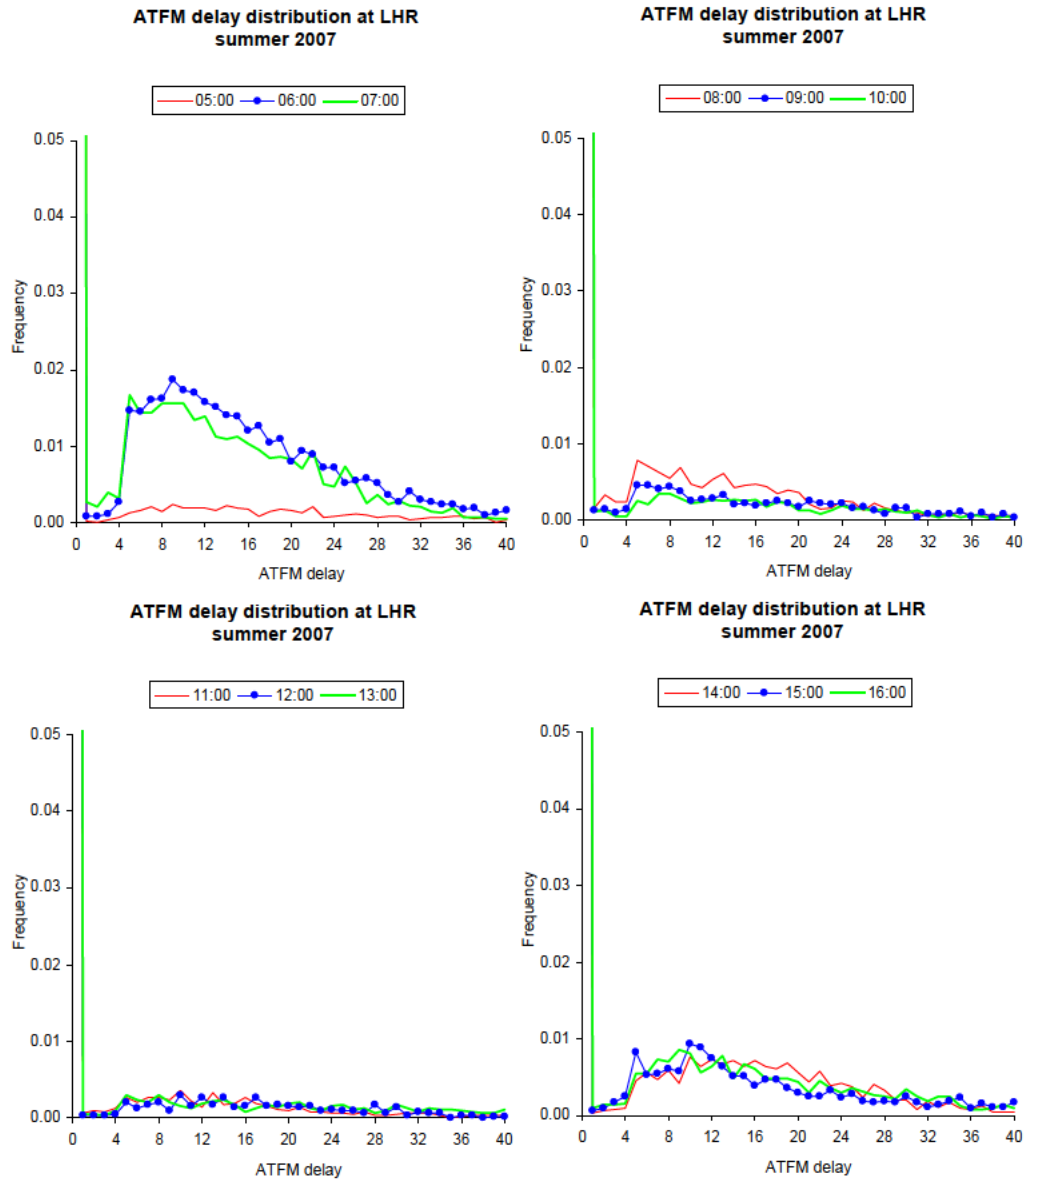 ATFM delay distribution at LHR
summer 2007
05:00 06:00 07:00
0.05
0.04
0.03
0.02
0.01
0.00
Frequency
0 4 8 12 16 20 24 28 32 36 40
ATFM delay
ATFM delay distribution at LHR
summer 2007
08:00 09:00 10:00
0.05
0.04
0.03
0.02
0.01
0.00
Frequency
0 4 8 12 16 20 24 28 32 36 40
ATFM delay
ATFM delay distribution at LHR
summer 2007
11:00 12:00 13:00
0.05
0.04
0.03
0.02
0.01
0.00
Frequency
0 4 8 12 16 20 24 28 32 36 40
ATFM delay
ATFM delay distribution at LHR
summer 2007
14:00 15:00 16:00
0.05
0.04
0.03
0.02
0.01
0.00
Frequency
0 4 8 12 16 20 24 28 32 36 40
ATFM delay